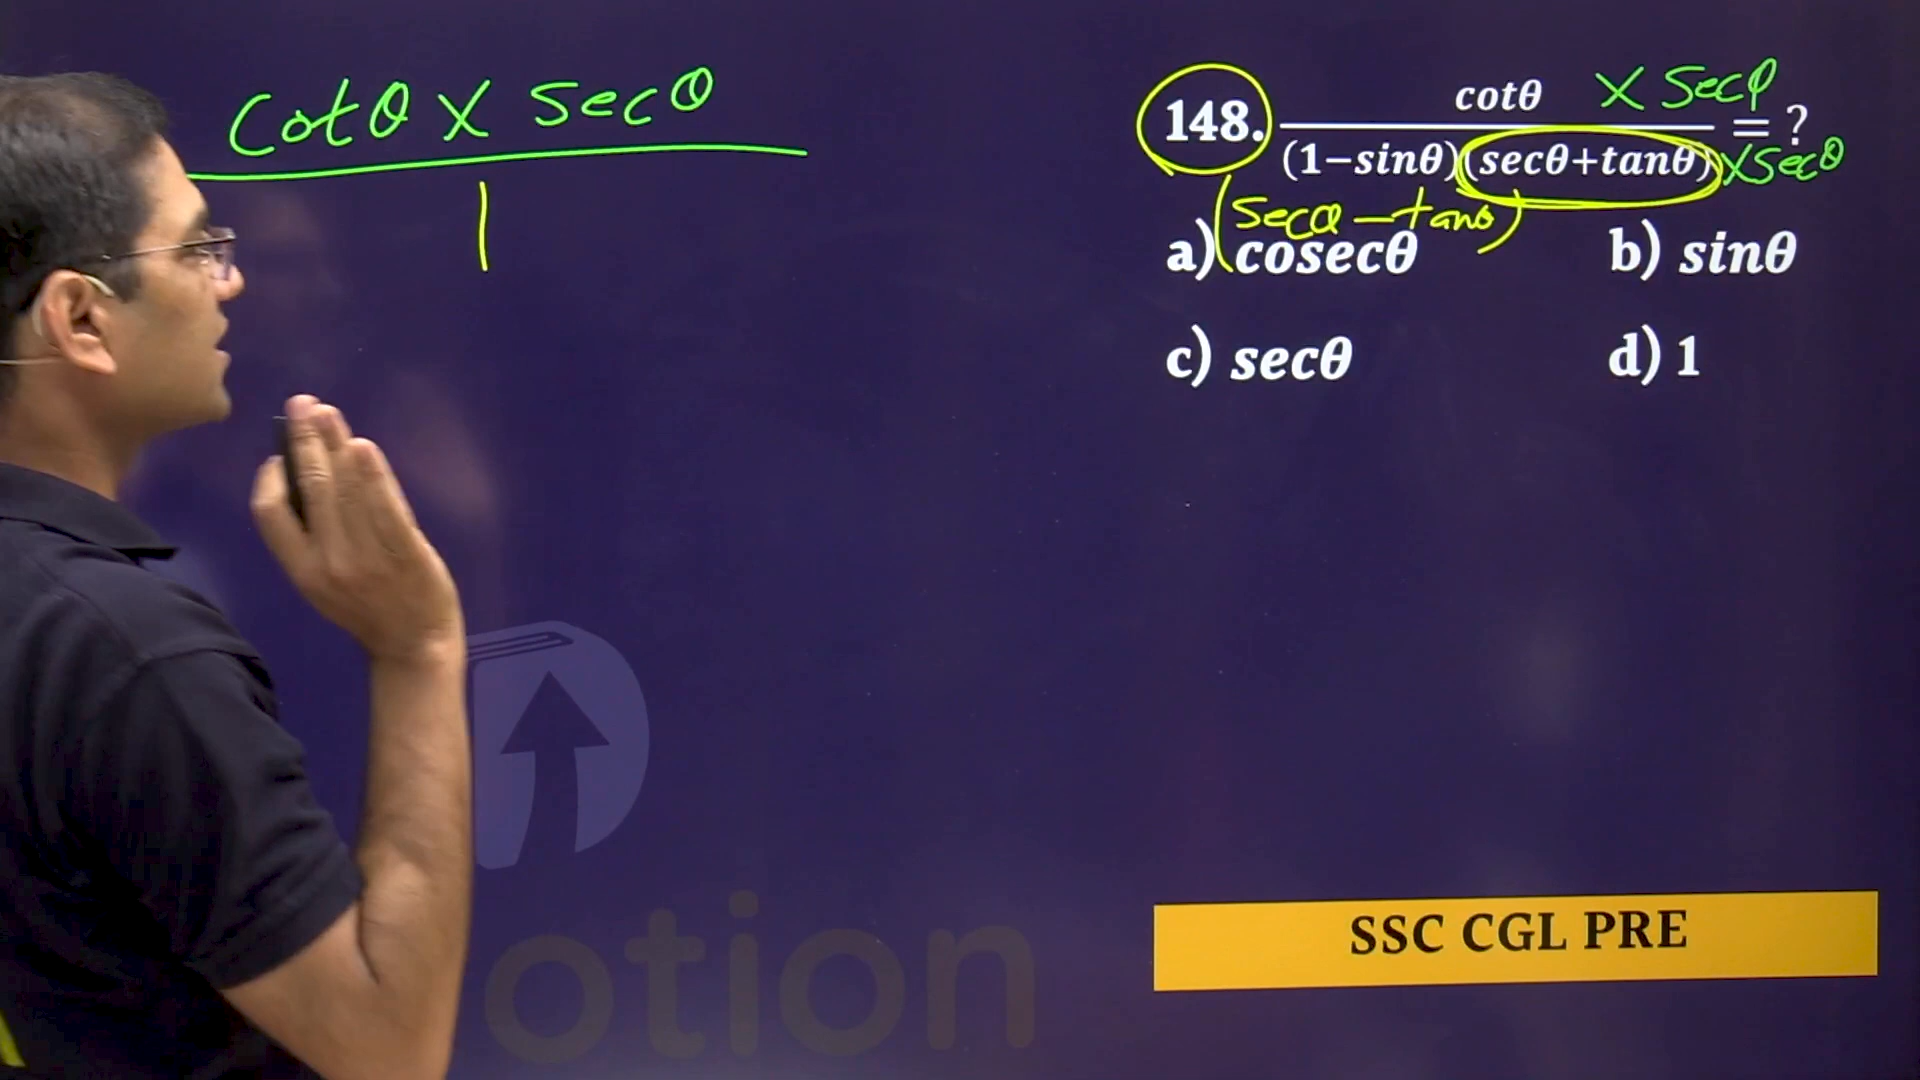 cotθ × secθ
1
148. cotθ × secθ
(1−sinθ)(secθ+tanθ) × secθ = ?
(secθ − tanθ)
a) cosecθ b) sinθ
c) secθ d) 1
otion
SSC CGL PRE